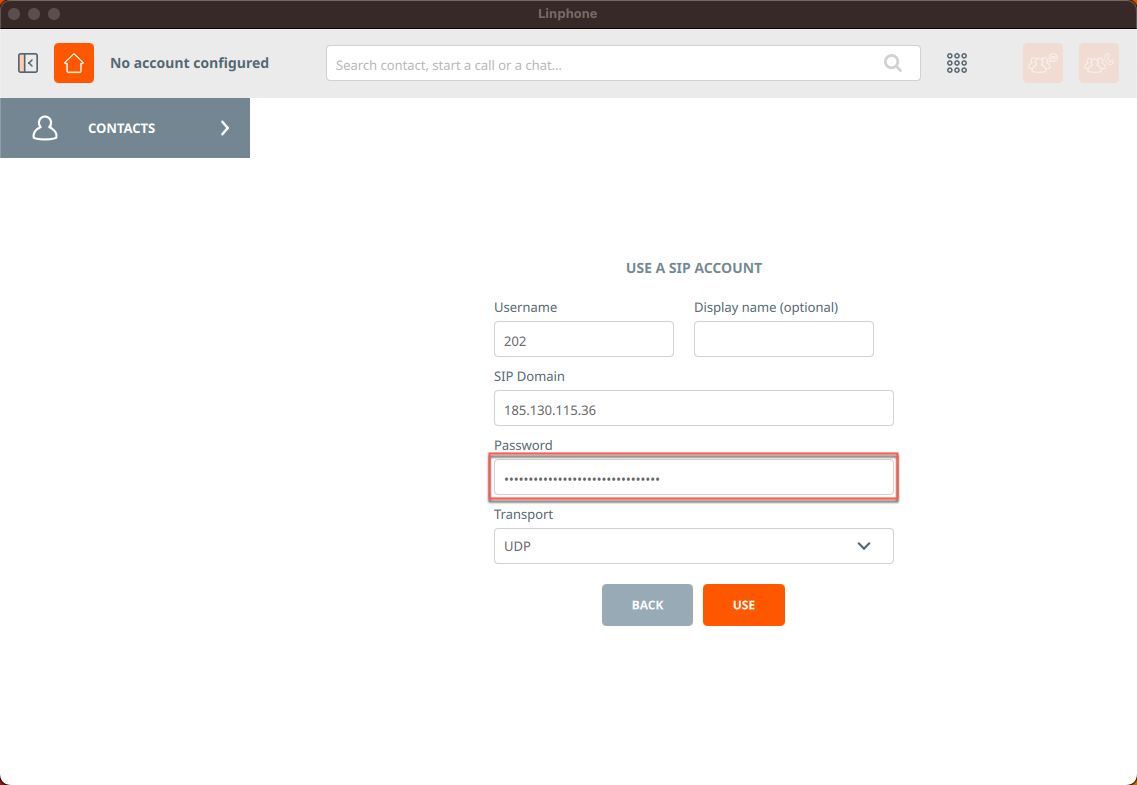 Linphone
No account configured
Search contact, start a call or a chat...
CONTACTS
USE A SIP ACCOUNT
Username
Display name (optional)
202
SIP Domain
185.130.115.36
Password
••••••••••••••••••••••••••••••••
Transport
UDP
BACK
USE